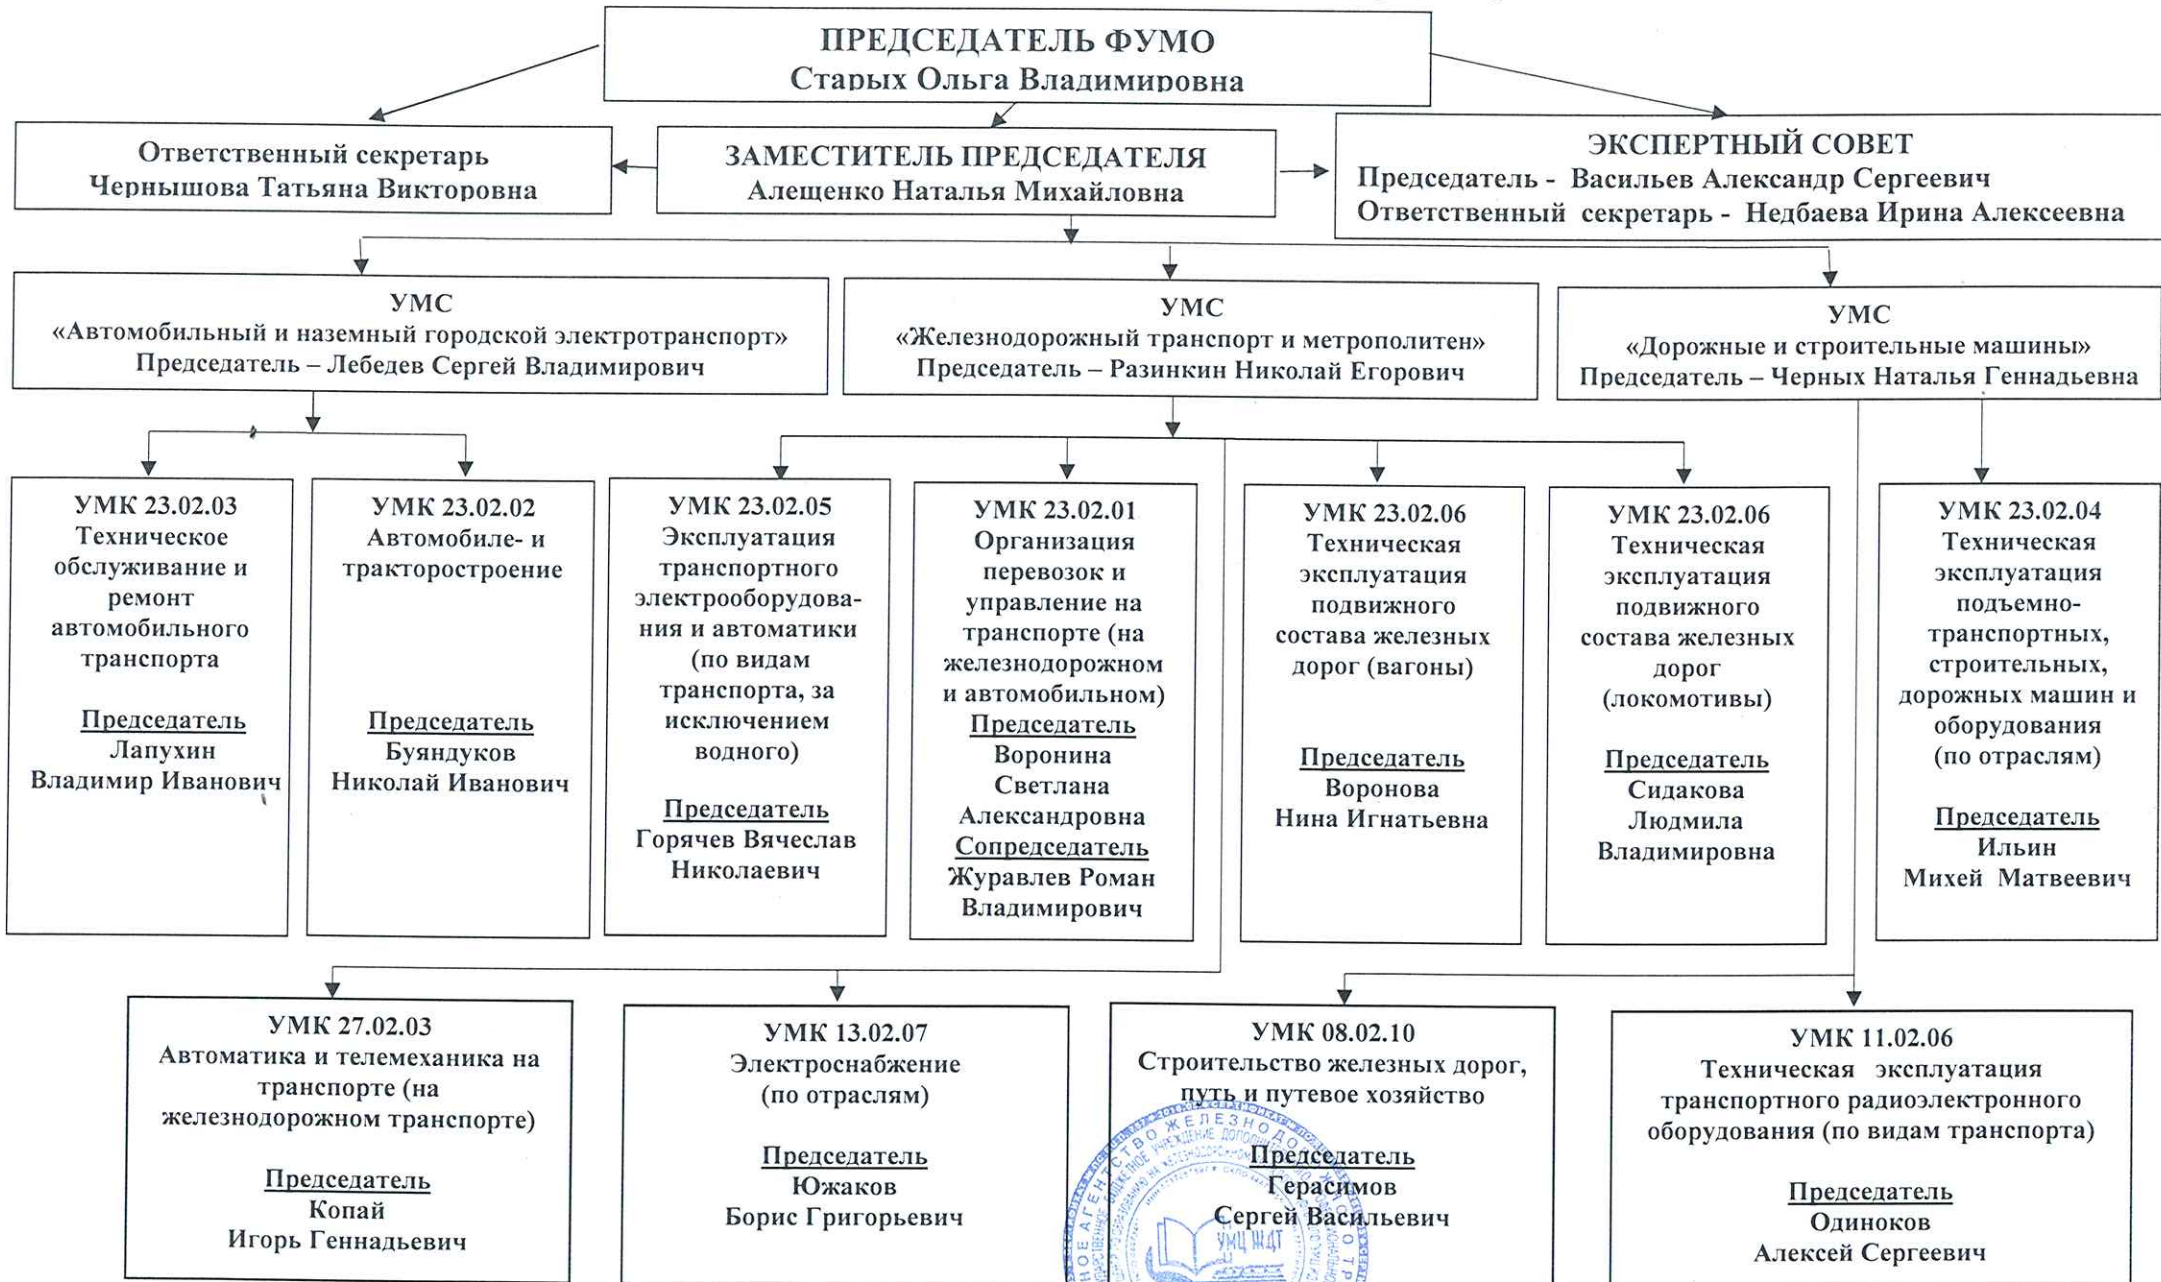 ПРЕДСЕДАТЕЛЬ ФУМО
Старых Ольга Владимировна
Ответственный секретарь
Чернышова Татьяна Викторовна
ЗАМЕСТИТЕЛЬ ПРЕДСЕДАТЕЛЯ
Алещенко Наталья Михайловна
ЭКСПЕРТНЫЙ СОВЕТ
Председатель - Васильев Александр Сергеевич
Ответственный секретарь - Недбаева Ирина Алексеевна
УМС
«Автомобильный и наземный городской электротранспорт»
Председатель – Лебедев Сергей Владимирович
УМС
«Железнодорожный транспорт и метрополитен»
Председатель – Разинкин Николай Егорович
УМС
«Дорожные и строительные машины»
Председатель – Черных Наталья Геннадьевна
УМК 23.02.03
Техническое
обслуживание и
ремонт
автомобильного
транспорта
Председатель
Лапухин
Владимир Иванович
УМК 23.02.02
Автомобиле- и
тракторостроение
Председатель
Буяндуков
Николай Иванович
УМК 23.02.05
Эксплуатация
транспортного
электрооборудова-
ния и автоматики
(по видам
транспорта, за
исключением
водного)
Председатель
Горячев Вячеслав
Николаевич
УМК 23.02.01
Организация
перевозок и
управление на
транспорте (на
железнодорожном
и автомобильном)
Председатель
Воронина
Светлана
Александровна
Сопредседатель
Журавлев Роман
Владимирович
УМК 23.02.06
Техническая
эксплуатация
подвижного
состава железных
дорог (вагоны)
Председатель
Воронова
Нина Игнатьевна
УМК 23.02.06
Техническая
эксплуатация
подвижного
состава железных
дорог
(локомотивы)
Председатель
Сидакова
Людмила
Владимировна
УМК 23.02.04
Техническая
эксплуатация
подъемно-
транспортных,
строительных,
дорожных машин и
оборудования
(по отраслям)
Председатель
Ильин
Михей Матвеевич
УМК 27.02.03
Автоматика и телемеханика на
транспорте (на
железнодорожном транспорте)
Председатель
Копай
Игорь Геннадьевич
УМК 13.02.07
Электроснабжение
(по отраслям)
Председатель
Южаков
Борис Григорьевич
УМК 08.02.10
Строительство железных дорог,
путь и путевое хозяйство
Председатель
Герасимов
Сергей Васильевич
УМЦ ЖДТ
УМК 11.02.06
Техническая эксплуатация
транспортного радиоэлектронного
оборудования (по видам транспорта)
Председатель
Одиноков
Алексей Сергеевич